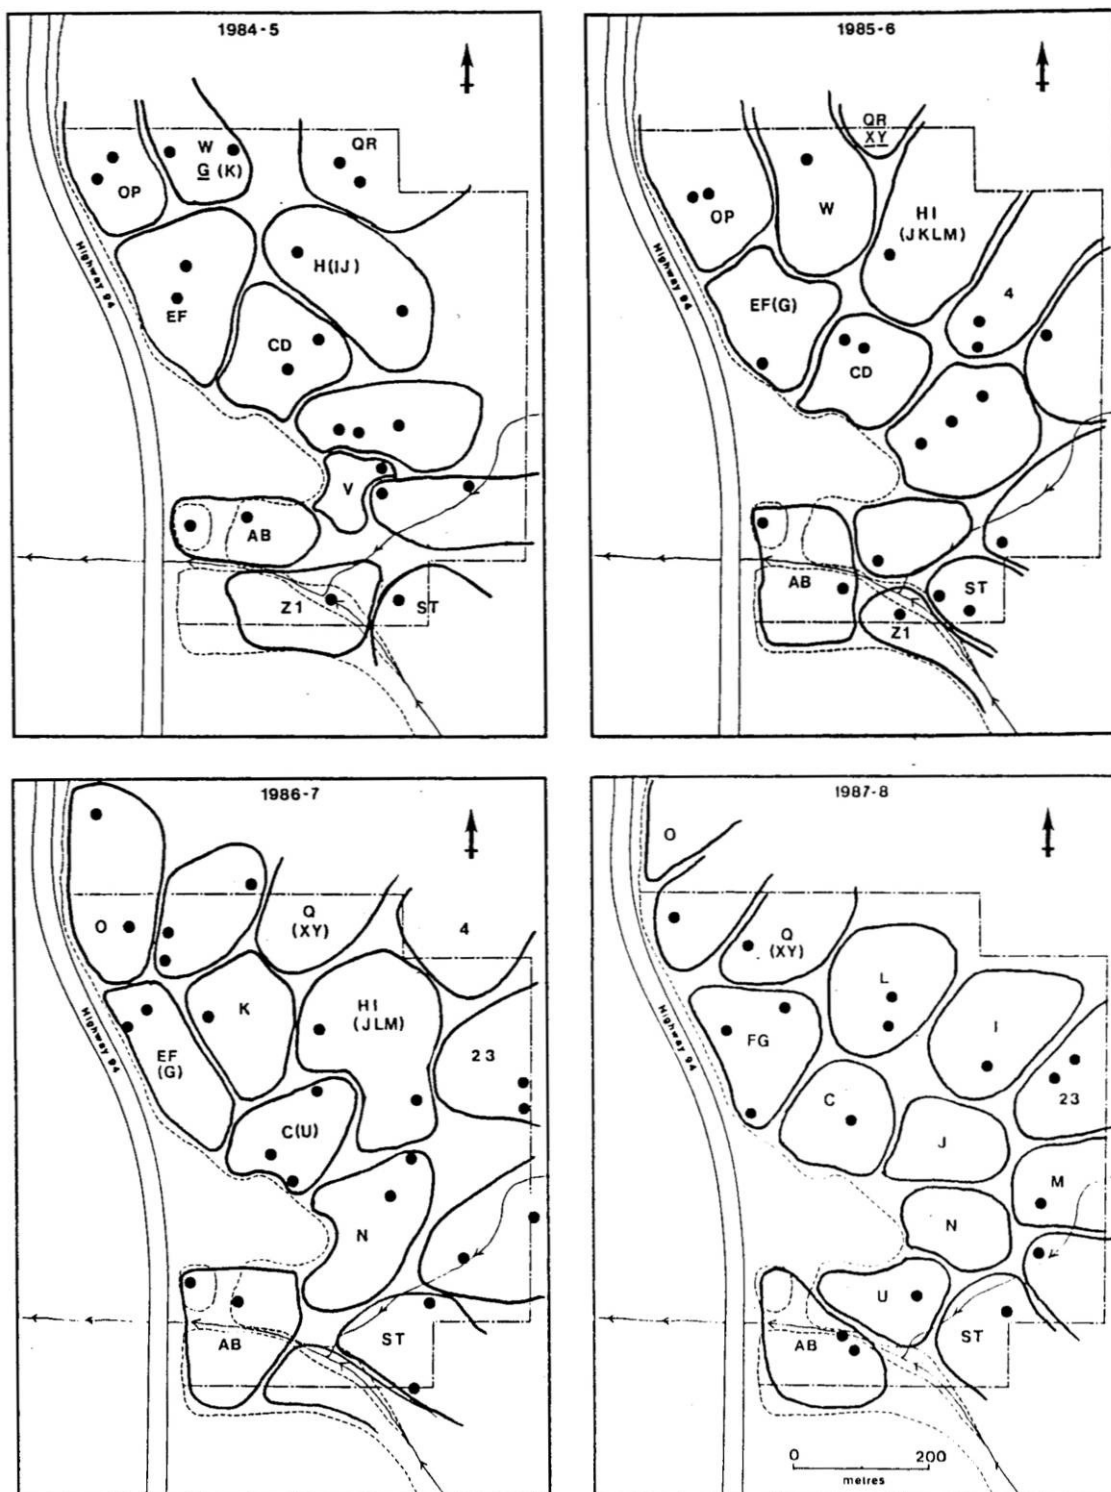 1984-5
W
G (K)
QR
OP
H(IJ)
EF
Highway 94
CD
V
AB
Z1
ST
1985-6
QR
XY
OP
W
HI
(JKLM)
Highway 94
EF(G)
4
CD
AB
ST
Z1
1986-7
O
Q
(XY)
4
K
HI
(JLM)
Highway 94
EF
(G)
23
C(U)
N
AB
ST
1987-8
O
Q
(XY)
L
Highway 94
FG
I
C
23
J
M
N
U
AB
ST
0 200
metres